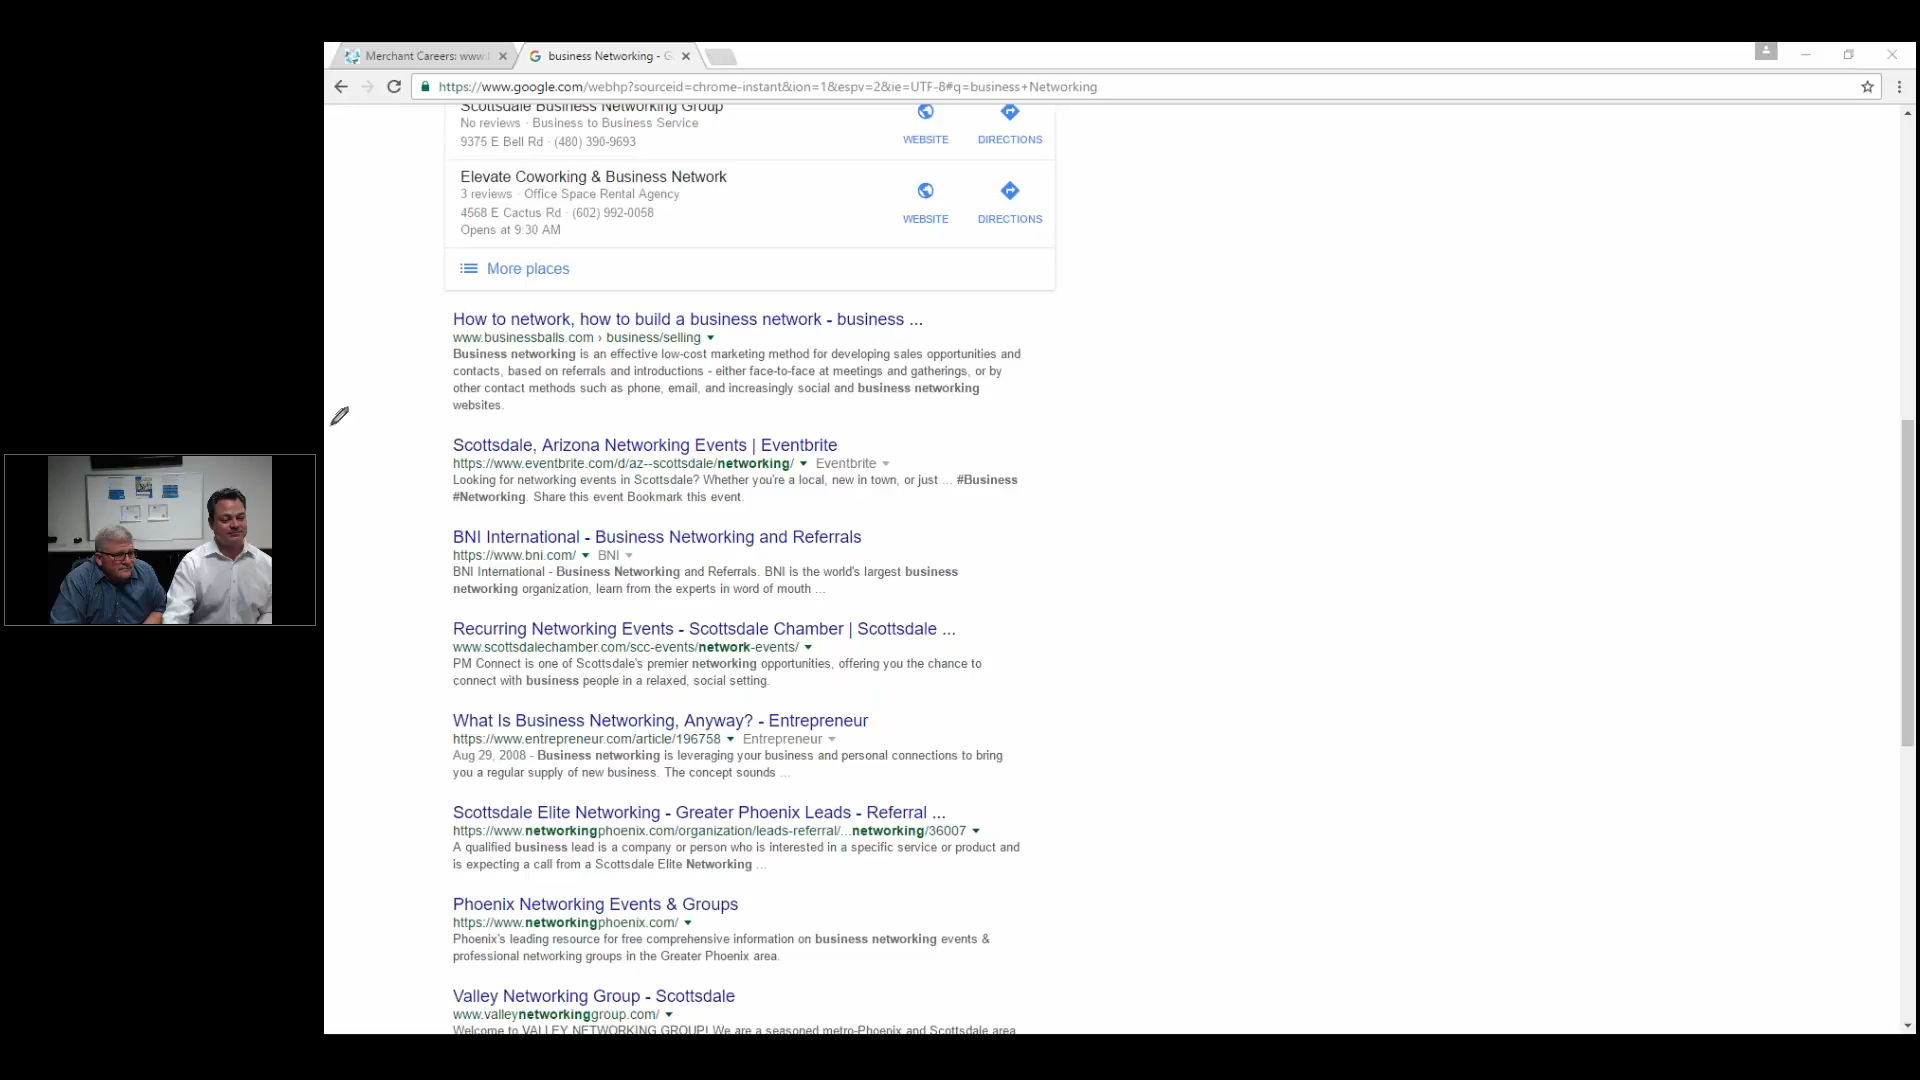 Merchant Careers: www.
business Networking - G
https://www.google.com/webhp?sourceid=chrome-instant&ion=1&espv=2&ie=UTF-8#q=business+Networking
Scottsdale Business Networking Group
No reviews · Business to Business Service
9375 E Bell Rd · (480) 390-9693
WEBSITE
DIRECTIONS
Elevate Coworking & Business Network
3 reviews · Office Space Rental Agency
4568 E Cactus Rd · (602) 992-0058
Opens at 9:30 AM
WEBSITE
DIRECTIONS
More places
How to network, how to build a business network - business ...
www.businessballs.com › business/selling
Business networking is an effective low-cost marketing method for developing sales opportunities and
contacts, based on referrals and introductions - either face-to-face at meetings and gatherings, or by
other contact methods such as phone, email, and increasingly social and business networking
websites.
Scottsdale, Arizona Networking Events | Eventbrite
https://www.eventbrite.com/d/az--scottsdale/networking/ Eventbrite
Looking for networking events in Scottsdale? Whether you're a local, new in town, or just ... #Business
#Networking. Share this event Bookmark this event.
BNI International - Business Networking and Referrals
https://www.bni.com/ BNI
BNI International - Business Networking and Referrals. BNI is the world's largest business
networking organization, learn from the experts in word of mouth ...
Recurring Networking Events - Scottsdale Chamber | Scottsdale ...
www.scottsdalechamber.com/scc-events/network-events/
PM Connect is one of Scottsdale's premier networking opportunities, offering you the chance to
connect with business people in a relaxed, social setting.
What Is Business Networking, Anyway? - Entrepreneur
https://www.entrepreneur.com/article/196758 Entrepreneur
Aug 29, 2008 - Business networking is leveraging your business and personal connections to bring
you a regular supply of new business. The concept sounds ...
Scottsdale Elite Networking - Greater Phoenix Leads - Referral ...
https://www.networkingphoenix.com/organization/leads-referral/...networking/36007
A qualified business lead is a company or person who is interested in a specific service or product and
is expecting a call from a Scottsdale Elite Networking ...
Phoenix Networking Events & Groups
https://www.networkingphoenix.com/
Phoenix's leading resource for free comprehensive information on business networking events &
professional networking groups in the Greater Phoenix area.
Valley Networking Group - Scottsdale
www.valleynetworkinggroup.com/
Welcome to VALLEY NETWORKING GROUP! We are a seasoned metro-Phoenix and Scottsdale area